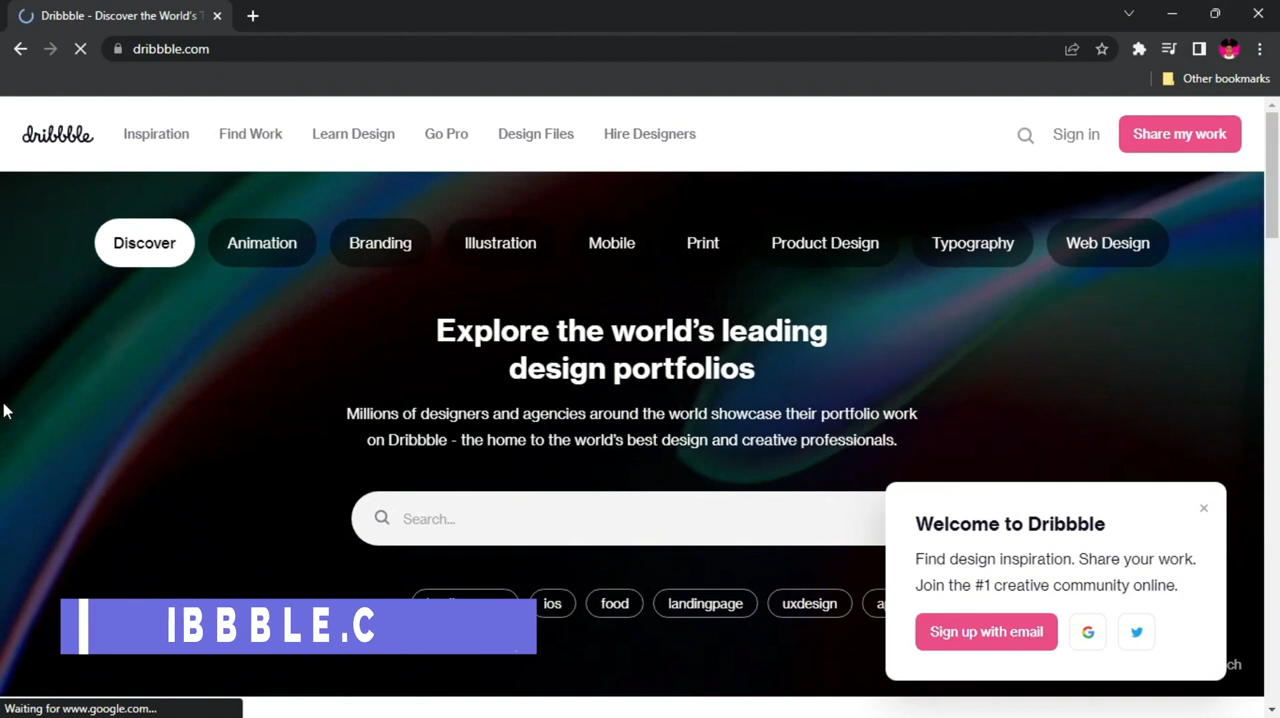 Dribbble - Discover the World's T
dribbble.com
Other bookmarks
dribbble
Inspiration
Find Work
Learn Design
Go Pro
Design Files
Hire Designers
Sign in
Share my work
Discover
Animation
Branding
Illustration
Mobile
Print
Product Design
Typography
Web Design
Explore the world's leading
design portfolios
Millions of designers and agencies around the world showcase their portfolio work
on Dribbble - the home to the world's best design and creative professionals.
Search...
ios
food
landingpage
uxdesign
IBBBLE.C
Welcome to Dribbble
Find design inspiration. Share your work.
Join the #1 creative community online.
Sign up with email
Waiting for www.google.com...